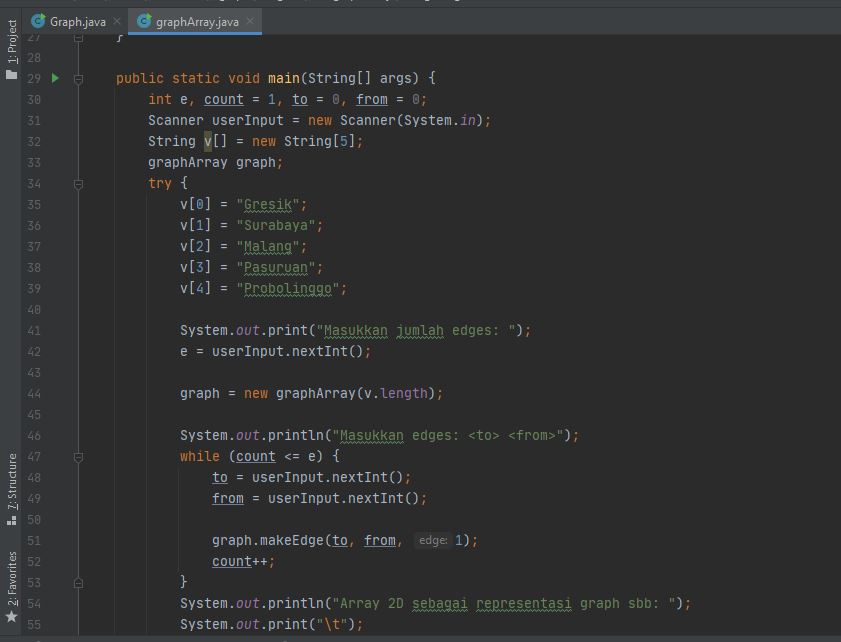 Graph.java × graphArray.java ×
1: Project
7: Structure
2: Favorites
27 }
28
29 public static void main(String[] args) {
30 int e, count = 1, to = 0, from = 0;
31 Scanner userInput = new Scanner(System.in);
32 String v[] = new String[5];
33 graphArray graph;
34 try {
35 v[0] = "Gresik";
36 v[1] = "Surabaya";
37 v[2] = "Malang";
38 v[3] = "Pasuruan";
39 v[4] = "Probolinggo";
40
41 System.out.print("Masukkan jumlah edges: ");
42 e = userInput.nextInt();
43
44 graph = new graphArray(v.length);
45
46 System.out.println("Masukkan edges: <to> <from>");
47 while (count <= e) {
48 to = userInput.nextInt();
49 from = userInput.nextInt();
50
51 graph.makeEdge(to, from, edge: 1);
52 count++;
53 }
54 System.out.println("Array 2D sebagai representasi graph sbb: ");
55 System.out.print("\t");